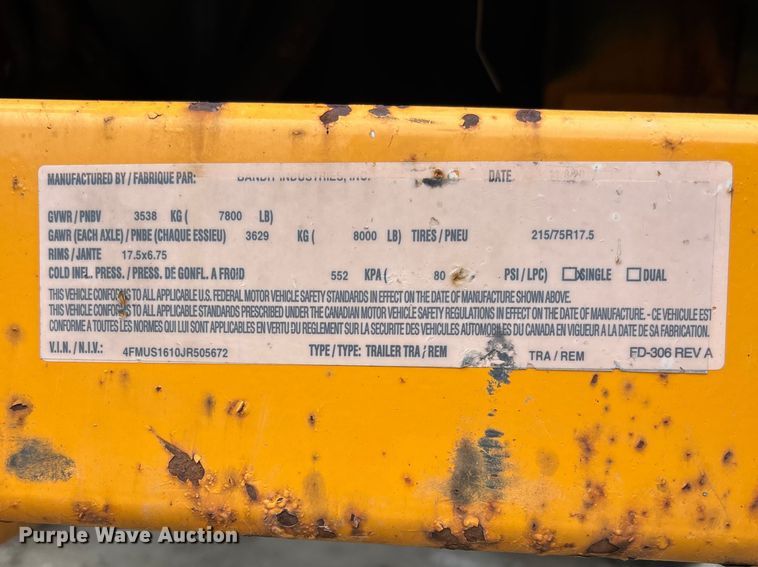 MANUFACTURED BY / FABRIQUE PAR: BANDIT INDUSTRIES, INC. DATE
GVWR / PNBV 3538 KG ( 7800 LB)
GAWR (EACH AXLE) / PNBE (CHAQUE ESSIEU) 3629 KG ( 8000 LB) TIRES / PNEU 215/75R17.5
RIMS / JANTE 17.5x6.75
COLD INFL. PRESS. / PRESS. DE GONFL. A FROID 552 KPA ( 80 PSI / LPC) SINGLE DUAL
THIS VEHICLE CONFORMS TO ALL APPLICABLE U.S. FEDERAL MOTOR VEHICLE SAFETY STANDARDS IN EFFECT ON THE DATE OF MANUFACTURE SHOWN ABOVE.
THIS VEHICLE CONFORMS TO ALL APPLICABLE STANDARDS PRESCRIBED UNDER THE CANADIAN MOTOR VEHICLE SAFETY REGULATIONS IN EFFECT ON THE DATE OF MANUFACTURE. - CE VEHICULE EST
CONFORME A TOUTES LES NORMES QUI LUI SONT APPLICABLES EN VERTU DU REGLEMENT SUR LA SECURITE DES VEHICULES AUTOMOBILES DU CANADA EN VIGUEUR A LA DATE DE SA FABRICATION.
V.I.N. / N.I.V.: 4FMUS1610JR505672 TYPE / TYPE: TRAILER TRA / REM TRA / REM FD-306 REV A
Purple Wave Auction